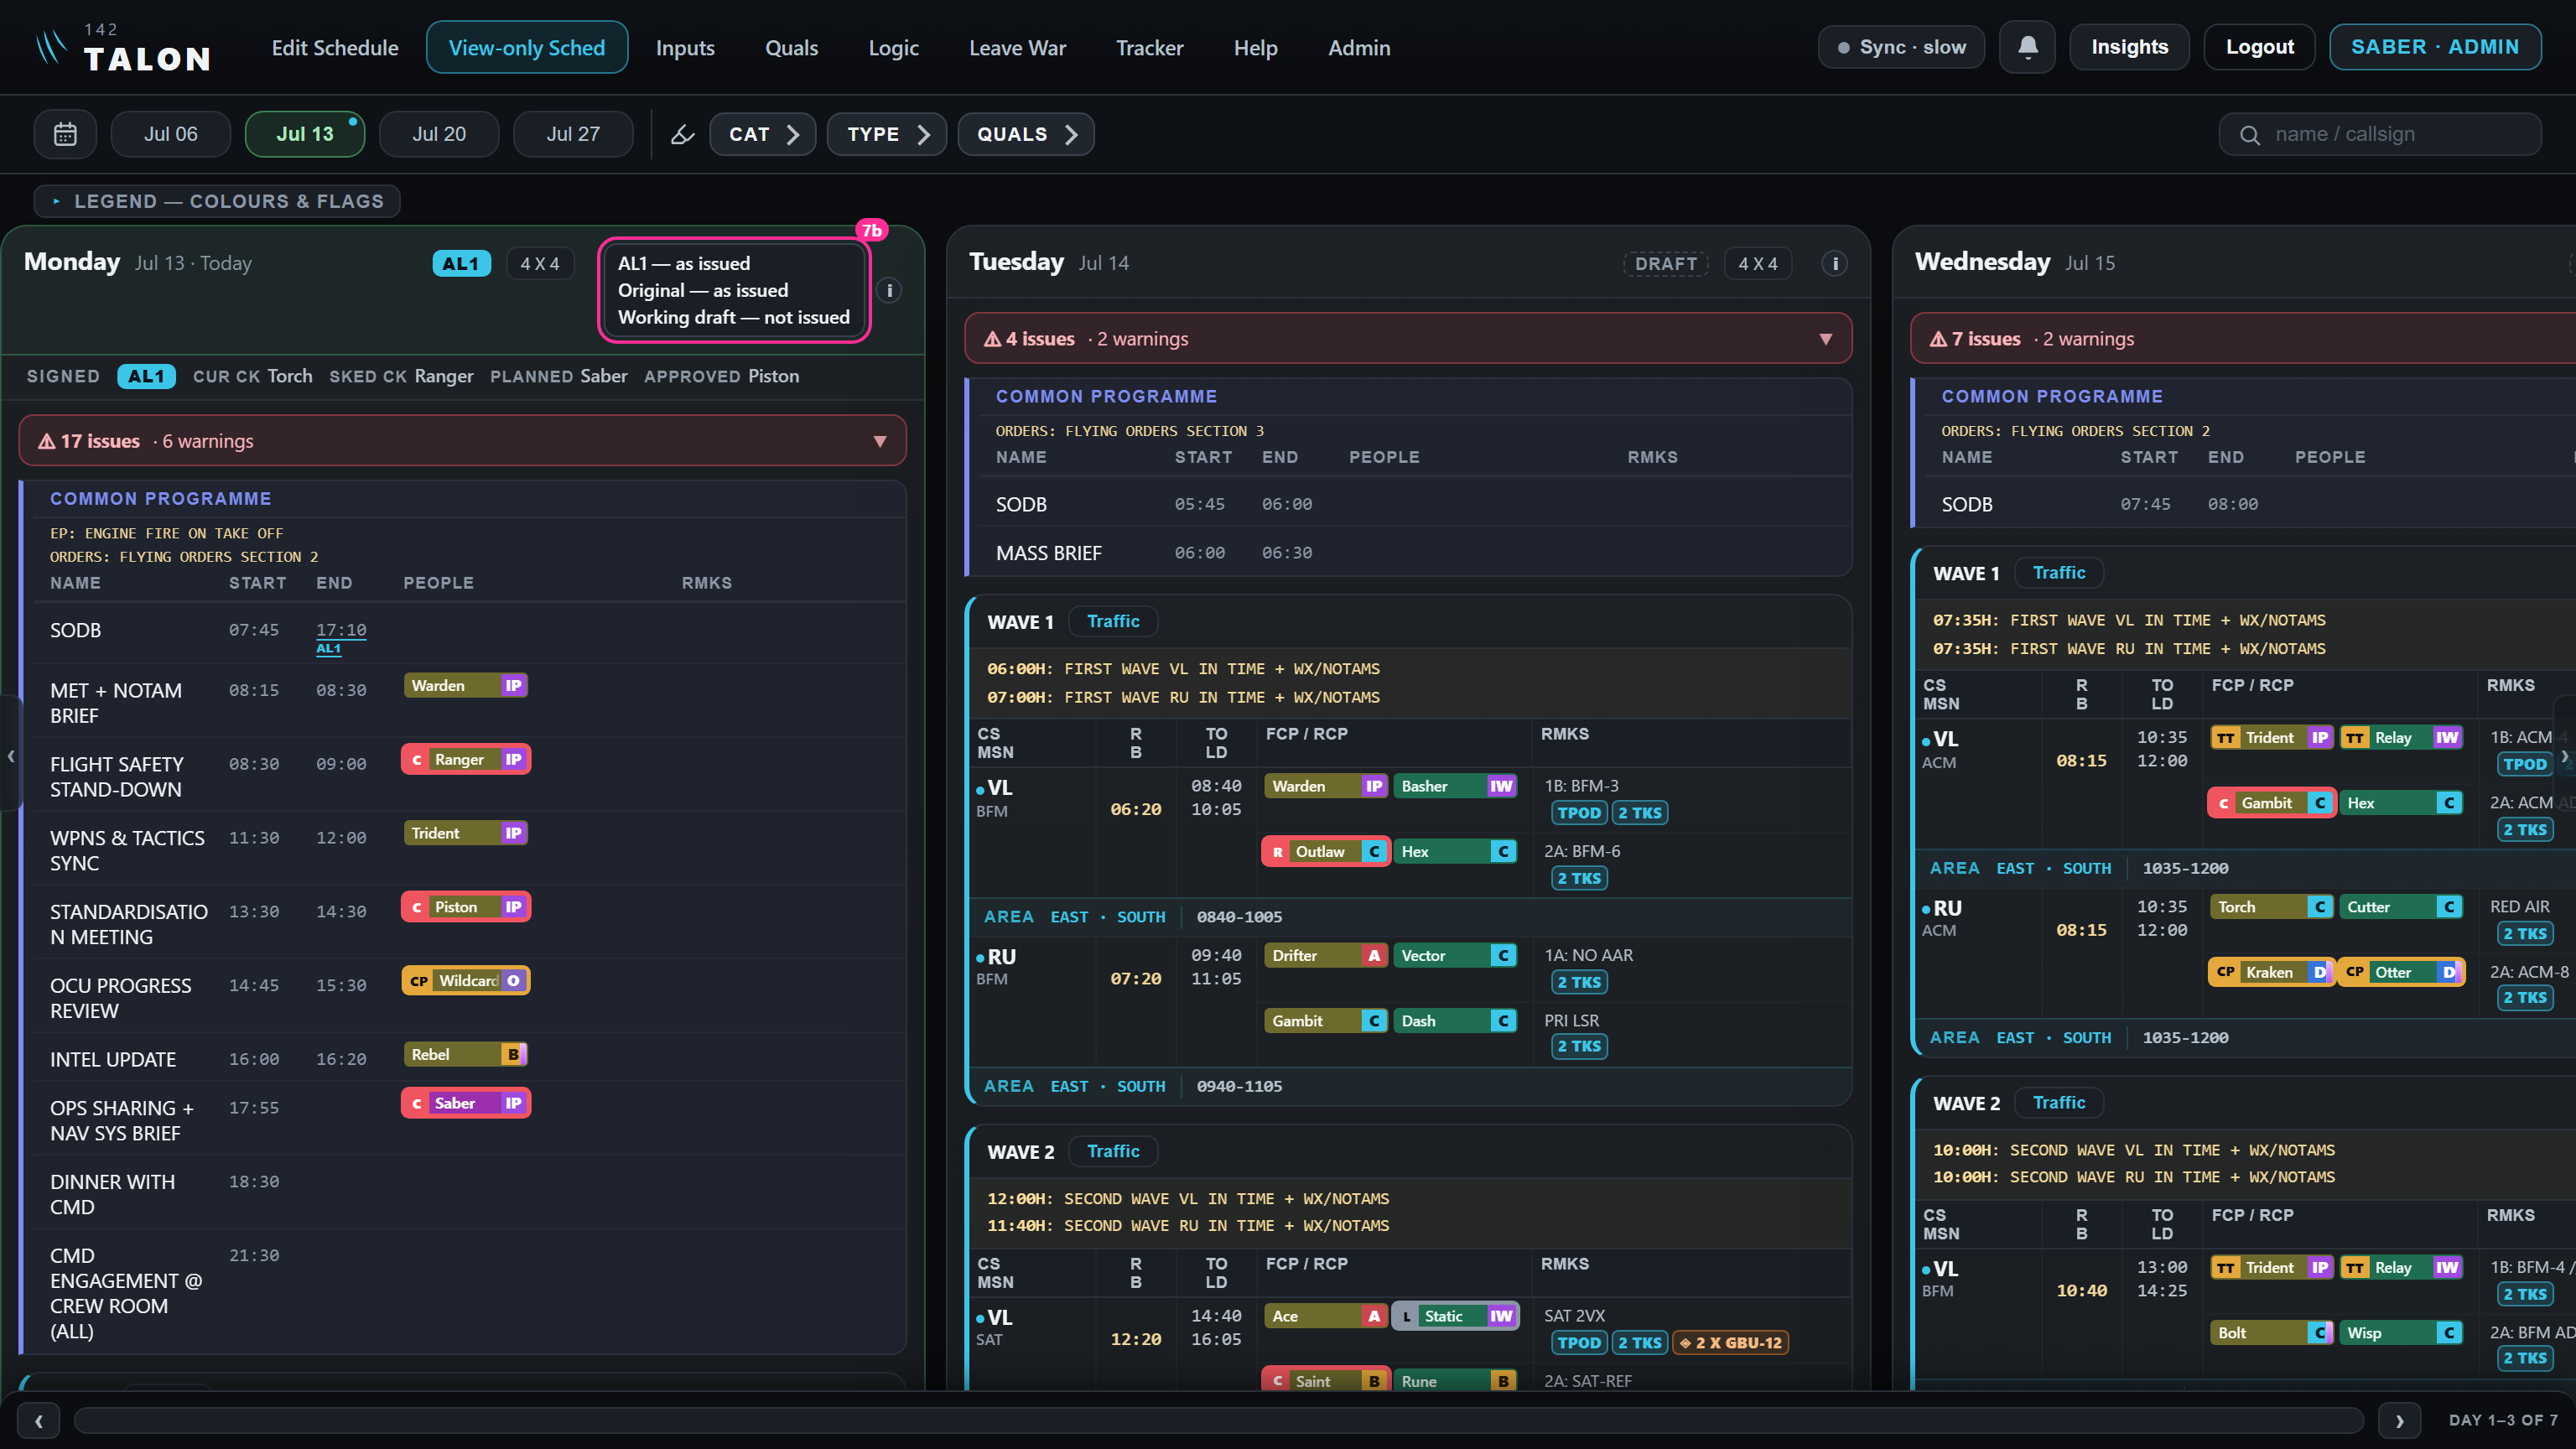 142
TALON
Edit Schedule
View-only Sched
Inputs
Quals
Logic
Leave War
Tracker
Help
Admin
Sync · slow
Insights
Logout
SABER · ADMIN
Jul 06
Jul 13
Jul 20
Jul 27
CAT
TYPE
QUALS
name / callsign
LEGEND — COLOURS & FLAGS
Monday Jul 13 · Today
AL1
4 X 4
7b
AL1 — as issued
Original — as issued
Working draft — not issued
SIGNED AL1 CUR CK Torch SKED CK Ranger PLANNED Saber APPROVED Piston
17 issues · 6 warnings
COMMON PROGRAMME
EP: ENGINE FIRE ON TAKE OFF
ORDERS: FLYING ORDERS SECTION 2
NAME START END PEOPLE RMKS
SODB 07:45 17:10
AL1
MET + NOTAM BRIEF 08:15 08:30 Warden IP
FLIGHT SAFETY STAND-DOWN 08:30 09:00 C Ranger IP
WPNS & TACTICS SYNC 11:30 12:00 Trident IP
STANDARDISATIO
N MEETING 13:30 14:30 C Piston IP
OCU PROGRESS REVIEW 14:45 15:30 CP Wildcard O
INTEL UPDATE 16:00 16:20 Rebel B
OPS SHARING + NAV SYS BRIEF 17:55 C Saber IP
DINNER WITH CMD 18:30
CMD ENGAGEMENT @ CREW ROOM (ALL) 21:30
Tuesday Jul 14
DRAFT
4 X 4
4 issues · 2 warnings
COMMON PROGRAMME
ORDERS: FLYING ORDERS SECTION 3
NAME START END PEOPLE RMKS
SODB 05:45 06:00
MASS BRIEF 06:00 06:30
WAVE 1 Traffic
06:00H: FIRST WAVE VL IN TIME + WX/NOTAMS
07:00H: FIRST WAVE RU IN TIME + WX/NOTAMS
CS R TO FCP / RCP RMKS
MSN B LD
VL BFM 06:20 08:40 10:05 Warden IP Basher IW 1B: BFM-3
TPOD 2 TKS
R Outlaw C Hex C 2A: BFM-6
2 TKS
AREA EAST · SOUTH 0840-1005
RU BFM 07:20 09:40 11:05 Drifter A Vector C 1A: NO AAR
2 TKS
Gambit C Dash C PRI LSR
2 TKS
AREA EAST · SOUTH 0940-1105
WAVE 2 Traffic
12:00H: SECOND WAVE VL IN TIME + WX/NOTAMS
11:40H: SECOND WAVE RU IN TIME + WX/NOTAMS
CS R TO FCP / RCP RMKS
MSN B LD
VL SAT 12:20 14:40 16:05 Ace A L Static IW SAT 2VX
TPOD 2 TKS 2 X GBU-12
C Saint B Rune B 2A: SAT-REF
Wednesday Jul 15
7 issues · 2 warnings
COMMON PROGRAMME
ORDERS: FLYING ORDERS SECTION 2
NAME START END PEOPLE
SODB 07:45 08:00
WAVE 1 Traffic
07:35H: FIRST WAVE VL IN TIME + WX/NOTAMS
07:35H: FIRST WAVE RU IN TIME + WX/NOTAMS
CS R TO FCP / RCP RMKS
MSN B LD
VL ACM 08:15 10:35 12:00 TT Trident IP TT Relay IW 1B: ACM
TPOD
C Gambit C Hex C 2A: ACM
2 TKS
AREA EAST · SOUTH 1035-1200
RU ACM 08:15 10:35 12:00 Torch C Cutter C RED AIR
2 TKS
CP Kraken D CP Otter D 2A: ACM-8
2 TKS
AREA EAST · SOUTH 1035-1200
WAVE 2 Traffic
10:00H: SECOND WAVE VL IN TIME + WX/NOTAMS
10:00H: SECOND WAVE RU IN TIME + WX/NOTAMS
CS R TO FCP / RCP RMKS
MSN B LD
VL BFM 10:40 13:00 14:25 TT Trident IP TT Relay IW 1B: BFM-4 /
2 TKS
Bolt C Wisp C 2A: BFM AD
2 TKS
DAY 1–3 OF 7